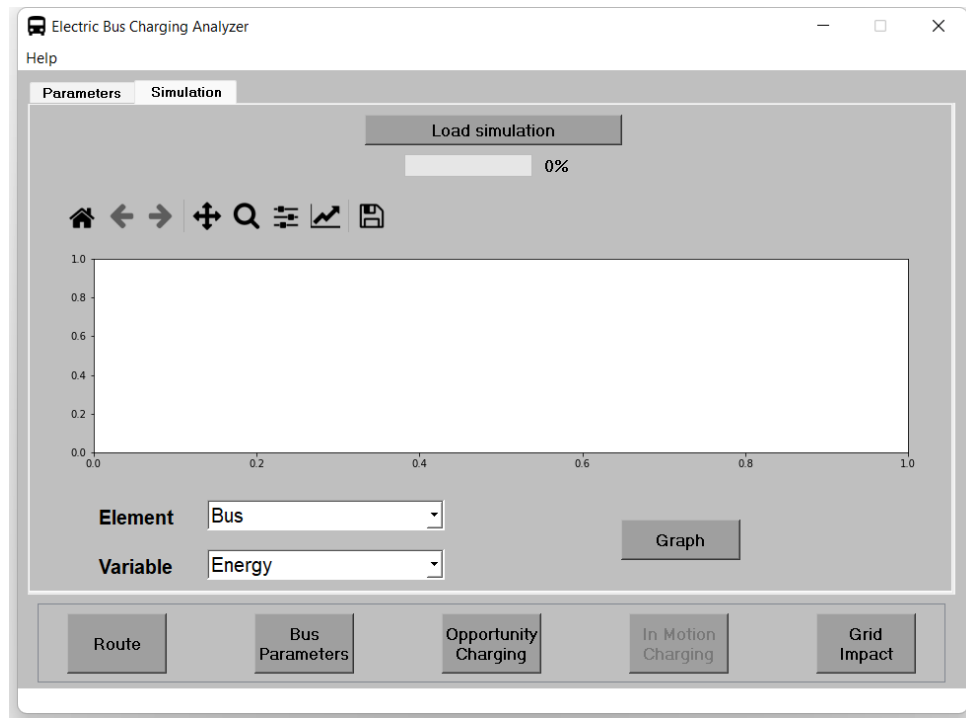 Electric Bus Charging Analyzer
Help
Parameters
Simulation
Load simulation
0%
1.0
0.8
0.6
0.4
0.2
0.0
0.0 0.2 0.4 0.6 0.8 1.0
Element Bus
Graph
Variable Energy
Route
Bus
Parameters
Opportunity
Charging
In Motion
Charging
Grid
Impact